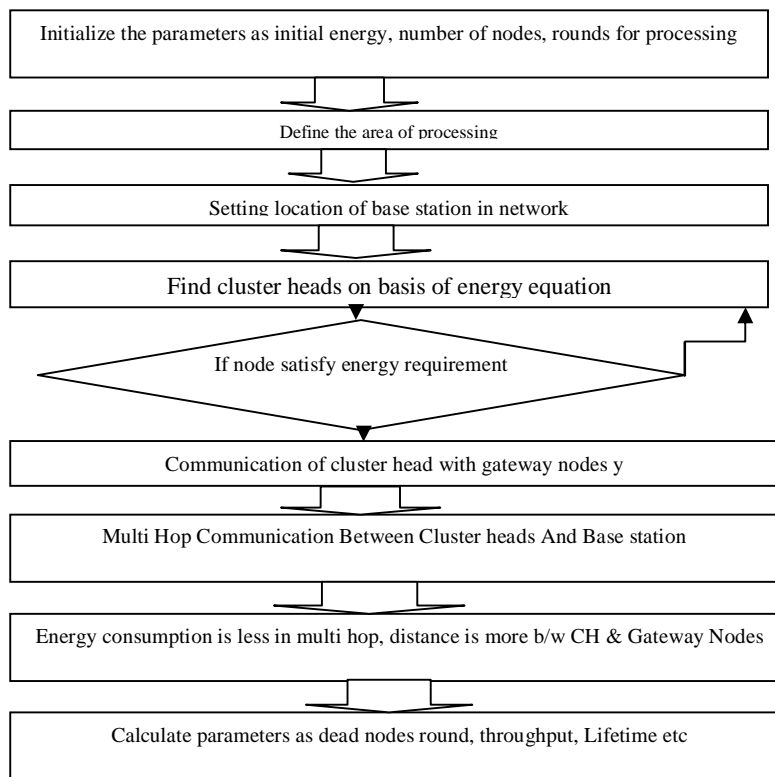 Initialize the parameters as initial energy, number of nodes, rounds for processing
Define the area of processing
Setting location of base station in network
Find cluster heads on basis of energy equation
If node satisfy energy requirement
Communication of cluster head with gateway nodes y
Multi Hop Communication Between Cluster heads And Base station
Energy consumption is less in multi hop, distance is more b/w CH & Gateway Nodes
Calculate parameters as dead nodes round, throughput, Lifetime etc